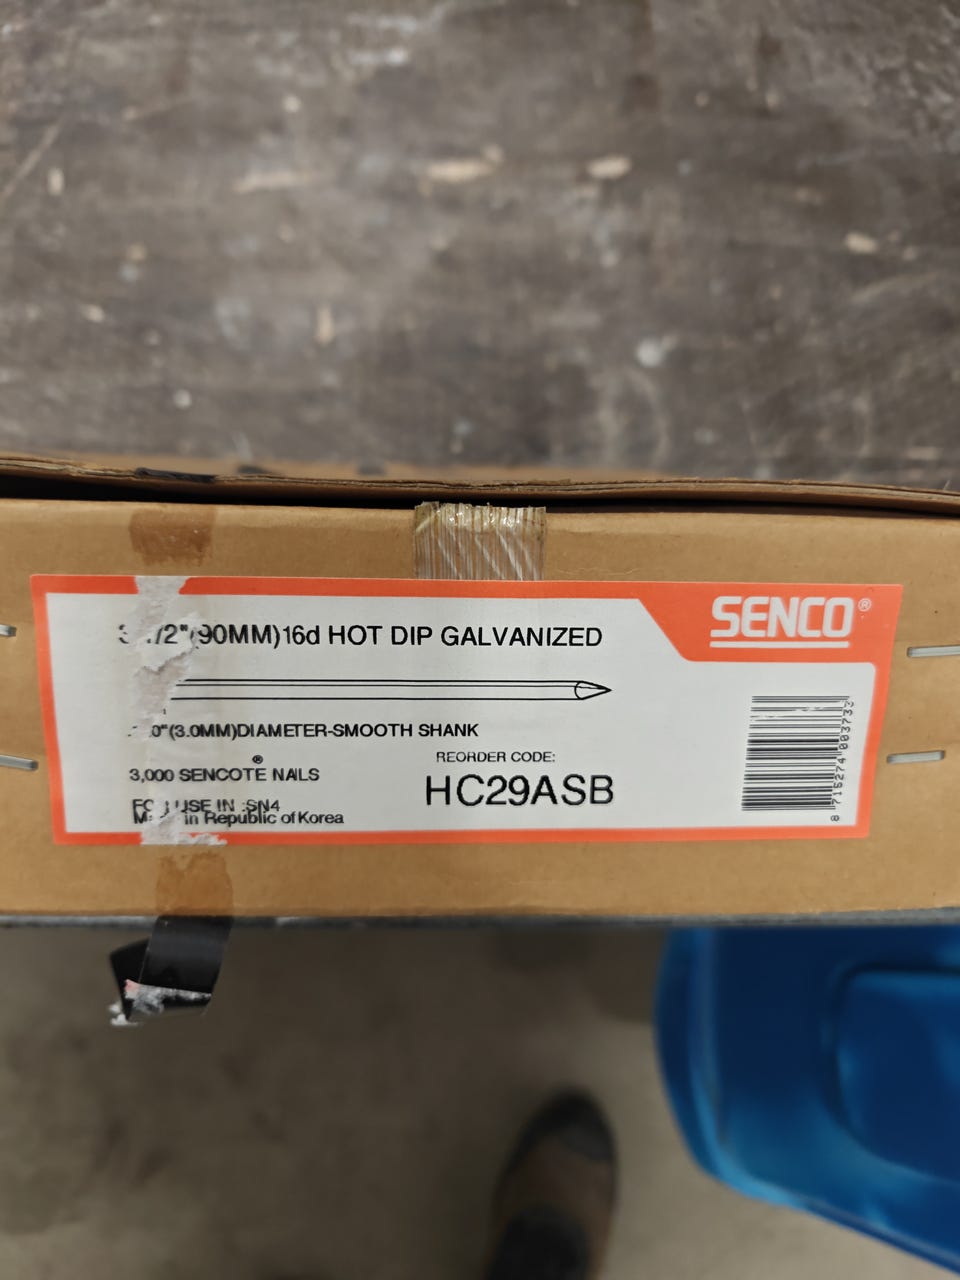 SENCO®
(90MM)16d HOT DIP GALVANIZED
(3.0MM)DIAMETER-SMOOTH SHANK
®
3,000 SENCOTE NAILS
REORDER CODE:
HC29ASB
USE IN :SN4
in Republic of Korea